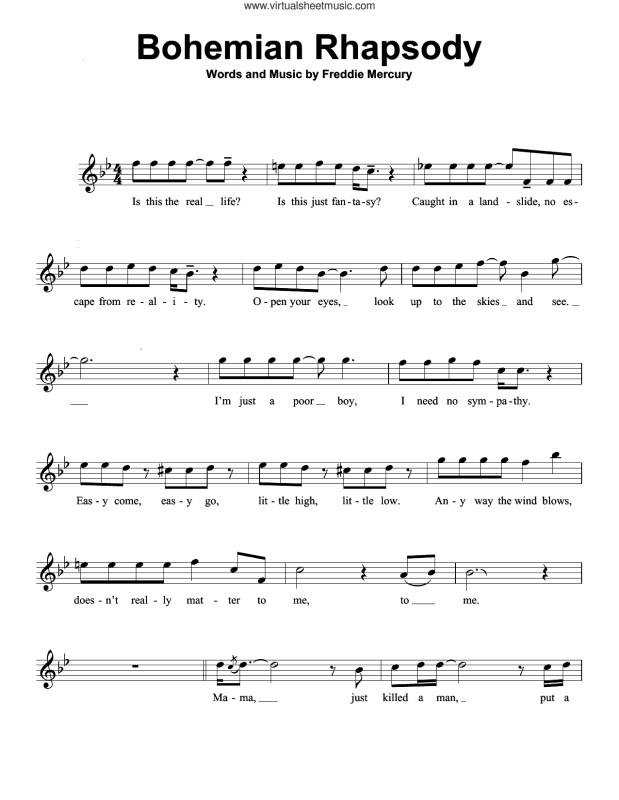 www.virtualsheetmusic.com
Bohemian Rhapsody
Words and Music by Freddie Mercury
4
4
Is this the real _ life? Is this just fan - ta - sy? Caught in a land - slide, no es -
cape from re - al - i - ty. O - pen your eyes, _ look up to the skies _ and see. _
_ I'm just a poor _ boy, I need no sym - pa - thy.
Eas - y come, eas - y go, lit - tle high, lit - tle low. An - y way the wind blows,
does - n't real - ly mat - ter to me, to _ me.
Ma - ma, _ just killed a man, _ put a